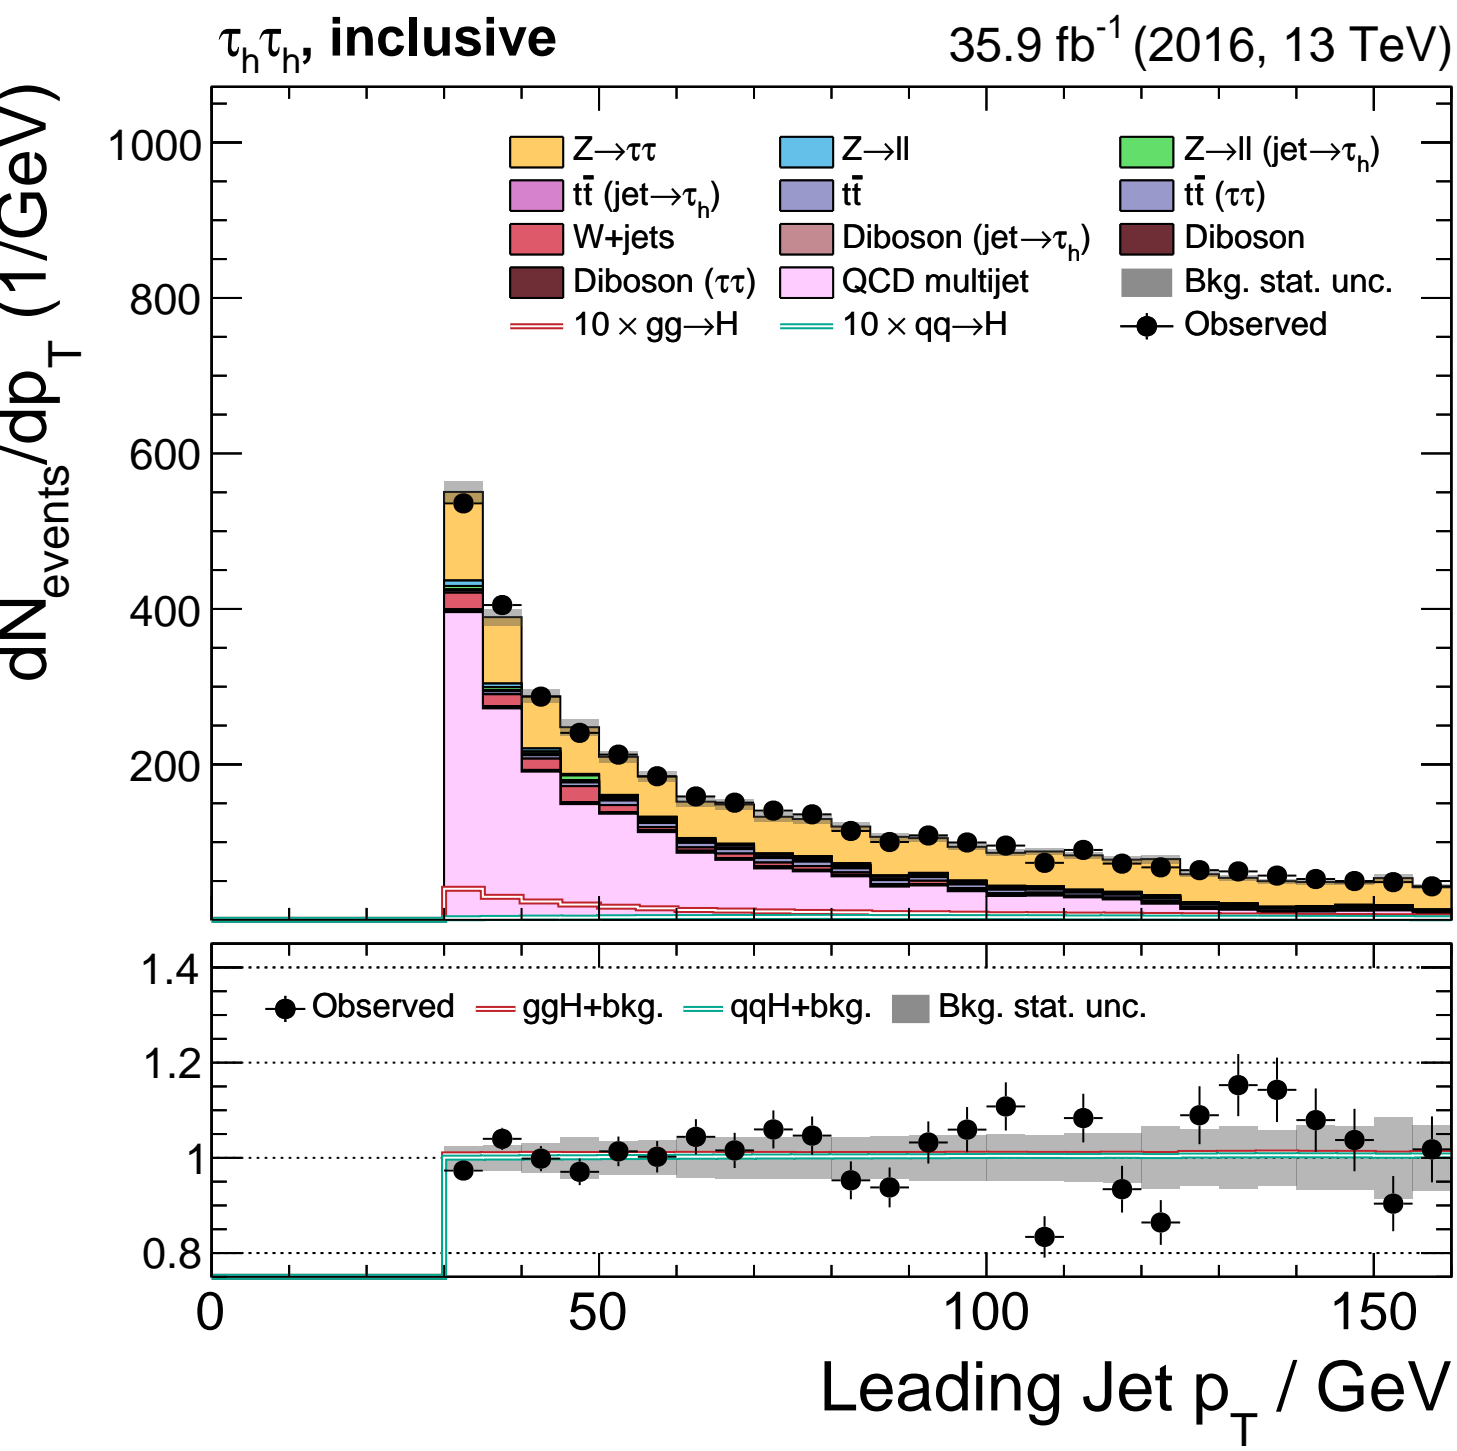 τhτh, inclusive
35.9 fb-1 (2016, 13 TeV)
dNevents/dpT (1/GeV)
1000
800
600
400
200
Z→ττ
Z→ll
Z→ll (jet→τh)
tt̄ (jet→τh)
tt̄
tt̄ (ττ)
W+jets
Diboson (jet→τh)
Diboson
Diboson (ττ)
QCD multijet
Bkg. stat. unc.
10 × gg→H
10 × qq→H
Observed
1.4
1.2
1
0.8
Observed
ggH+bkg.
qqH+bkg.
Bkg. stat. unc.
0
50
100
150
Leading Jet pT / GeV